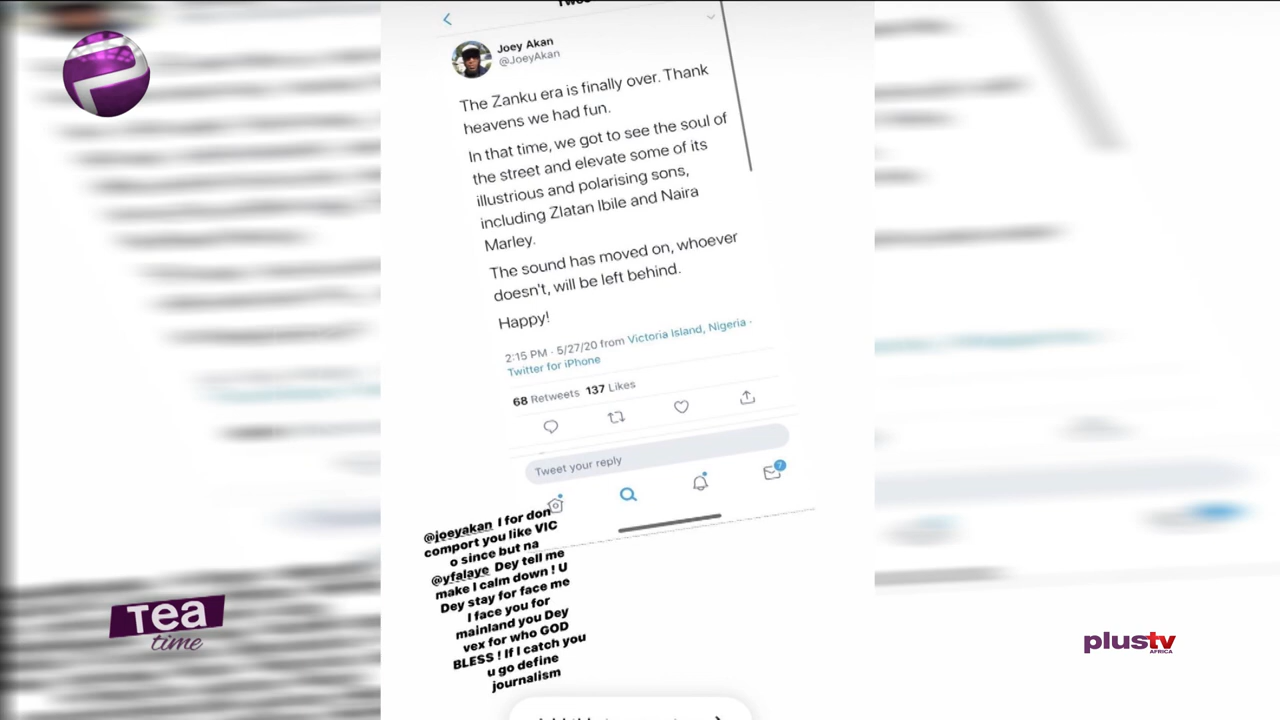 Joey Akan
@JoeyAkan
The Zanku era is finally over. Thank
heavens we had fun.
In that time, we got to see the soul of
the street and elevate some of its
illustrious and polarising sons,
including Zlatan Ibile and Naira
Marley.
The sound has moved on, whoever
doesn't, will be left behind.
Happy!
2:15 PM · 5/27/20 from Victoria Island, Nigeria ·
Twitter for iPhone
68 Retweets 137 Likes
Tweet your reply
7
@joeyakan I for don
comport you like VIC
o since but na
@yfalaye Dey tell me
make I calm down ! U
Dey stay for face me
I face you for
mainland you Dey
vex for who GOD
BLESS ! If I catch you
u go define
journalism
Tea
time
plustv
AFRICA